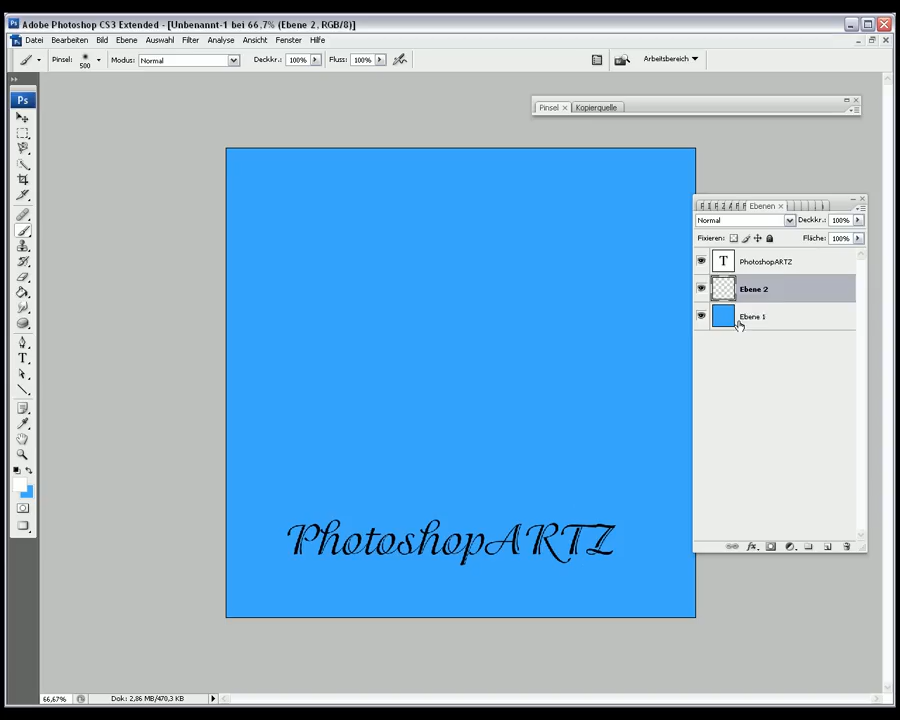 Adobe Photoshop CS3 Extended - [Unbenannt-1 bei 66,7% (Ebene 2, RGB/8)]
Datei Bearbeiten Bild Ebene Auswahl Filter Analyse Ansicht Fenster Hilfe
Pinsel: 500 Modus: Normal Deckkr.: 100% Fluss: 100% Arbeitsbereich
Ps
Pinsel Kopierquelle
Ebenen
Normal Deckkr.: 100%
Fixieren: Fläche: 100%
T PhotoshopARTZ
Ebene 2
Ebene 1
PhotoshopARTZ
66,67% Dok: 2,86 MB/470,3 KB